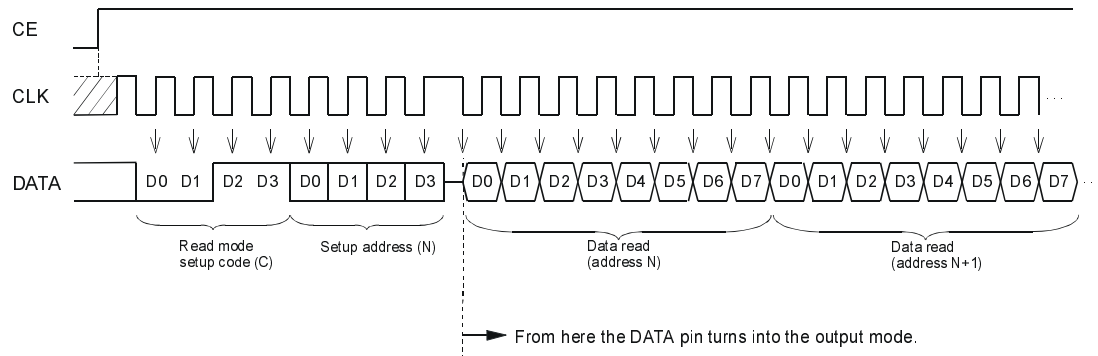 CE
CLK
...
DATA D0 D1 D2 D3 D0 D1 D2 D3 D0 D1 D2 D3 D4 D5 D6 D7 D0 D1 D2 D3 D4 D5 D6 D7 ..
Read mode
setup code (C)
Setup address (N)
Data read
(address N)
Data read
(address N+1)
From here the DATA pin turns into the output mode.